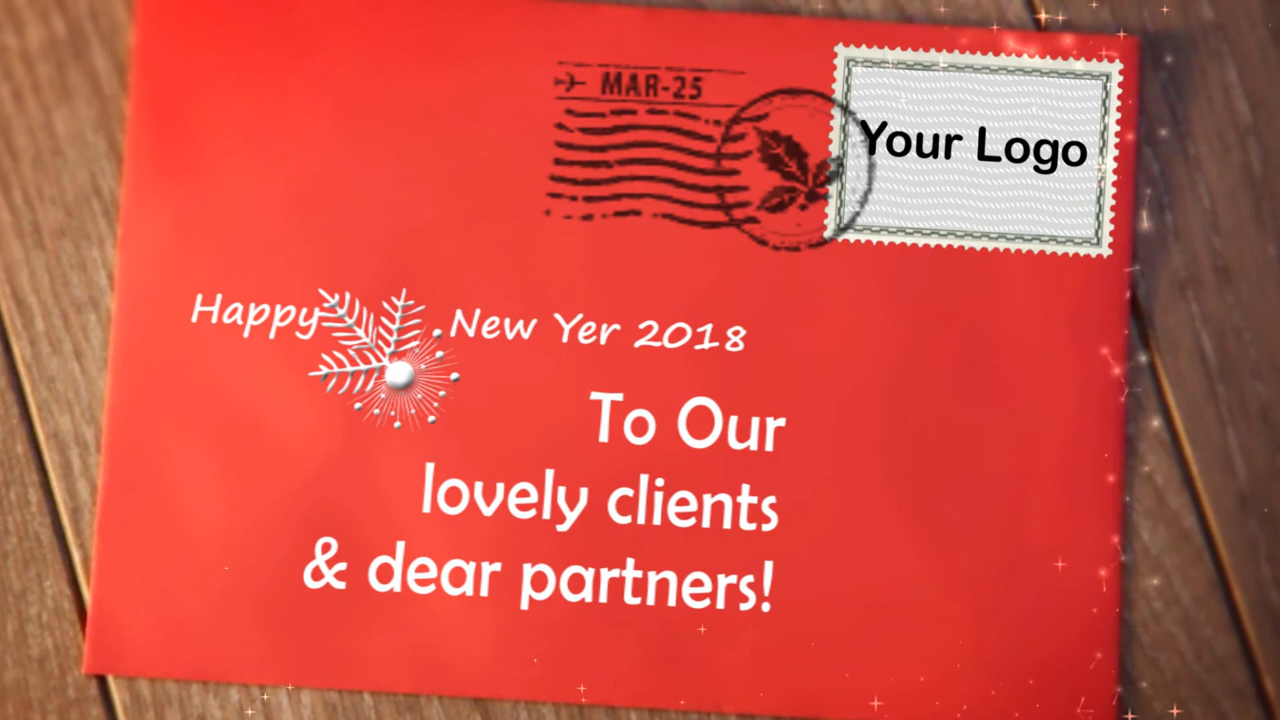 MAR-25
Your Logo
Happy New Yer 2018
To Our
lovely clients
& dear partners!